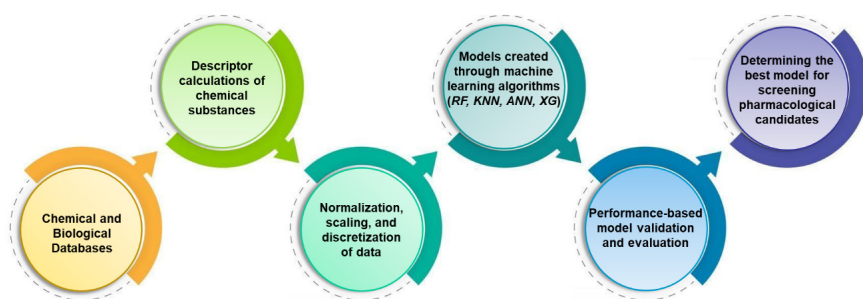 Chemical and
Biological
Databases
Descriptor
calculations of
chemical
substances
Normalization,
scaling, and
discretization
of data
Models created
through machine
learning algorithms
(RF, KNN, ANN, XG)
Performance-based
model validation
and evaluation
Determining the
best model for
screening
pharmacological
candidates